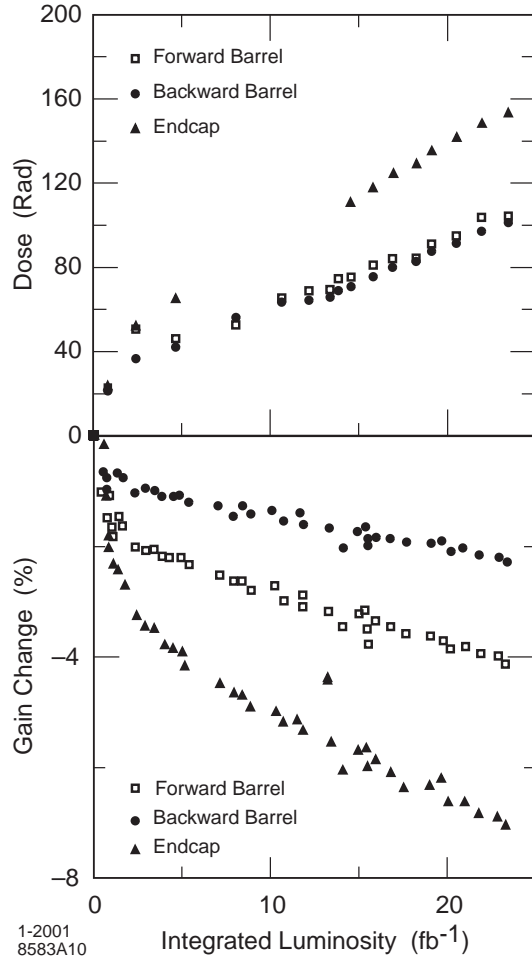 200
Forward Barrel
Backward Barrel
160
Endcap
120
Dose (Rad)
80
40
0
Gain Change (%)
–4
Forward Barrel
Backward Barrel
Endcap
–8
0
10
20
1-2001
8583A10
Integrated Luminosity (fb-1)